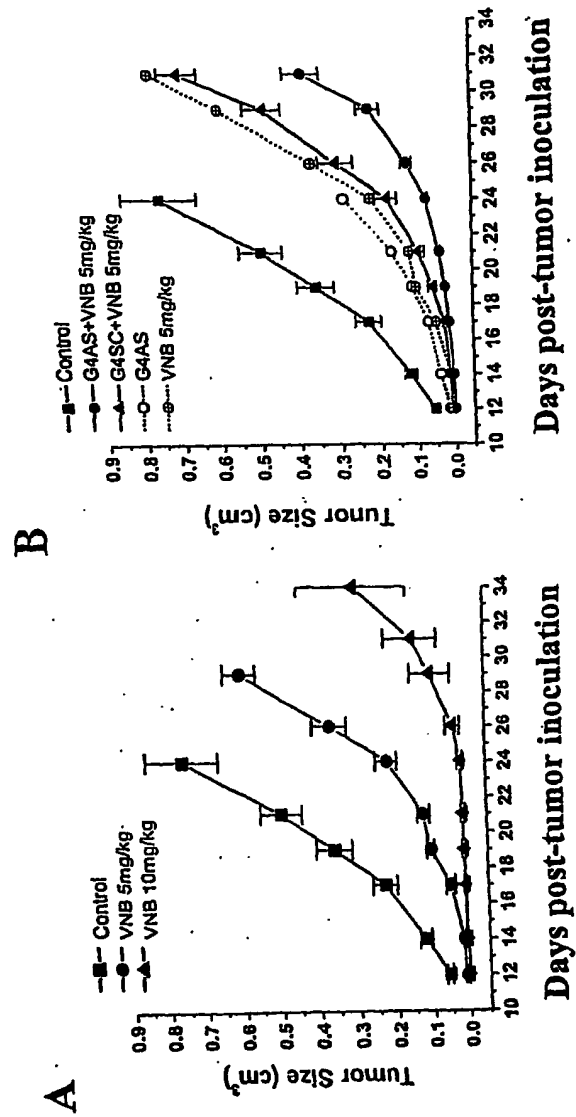 A
Control
VNB 5mg/kg
VNB 10mg/kg
Tumor Size (cm³)
0.9
0.8
0.7
0.6
0.5
0.4
0.3
0.2
0.1
0.0
10 12 14 16 18 20 22 24 26 28 30 32 34
Days post-tumor inoculation
B
Control
G4AS+VNB 5mg/kg
G4SC+VNB 5mg/kg
G4AS
VNB 5mg/kg
Tumor Size (cm³)
0.9
0.8
0.7
0.6
0.5
0.4
0.3
0.2
0.1
0.0
10 12 14 16 18 20 22 24 26 28 30 32 34
Days post-tumor inoculation